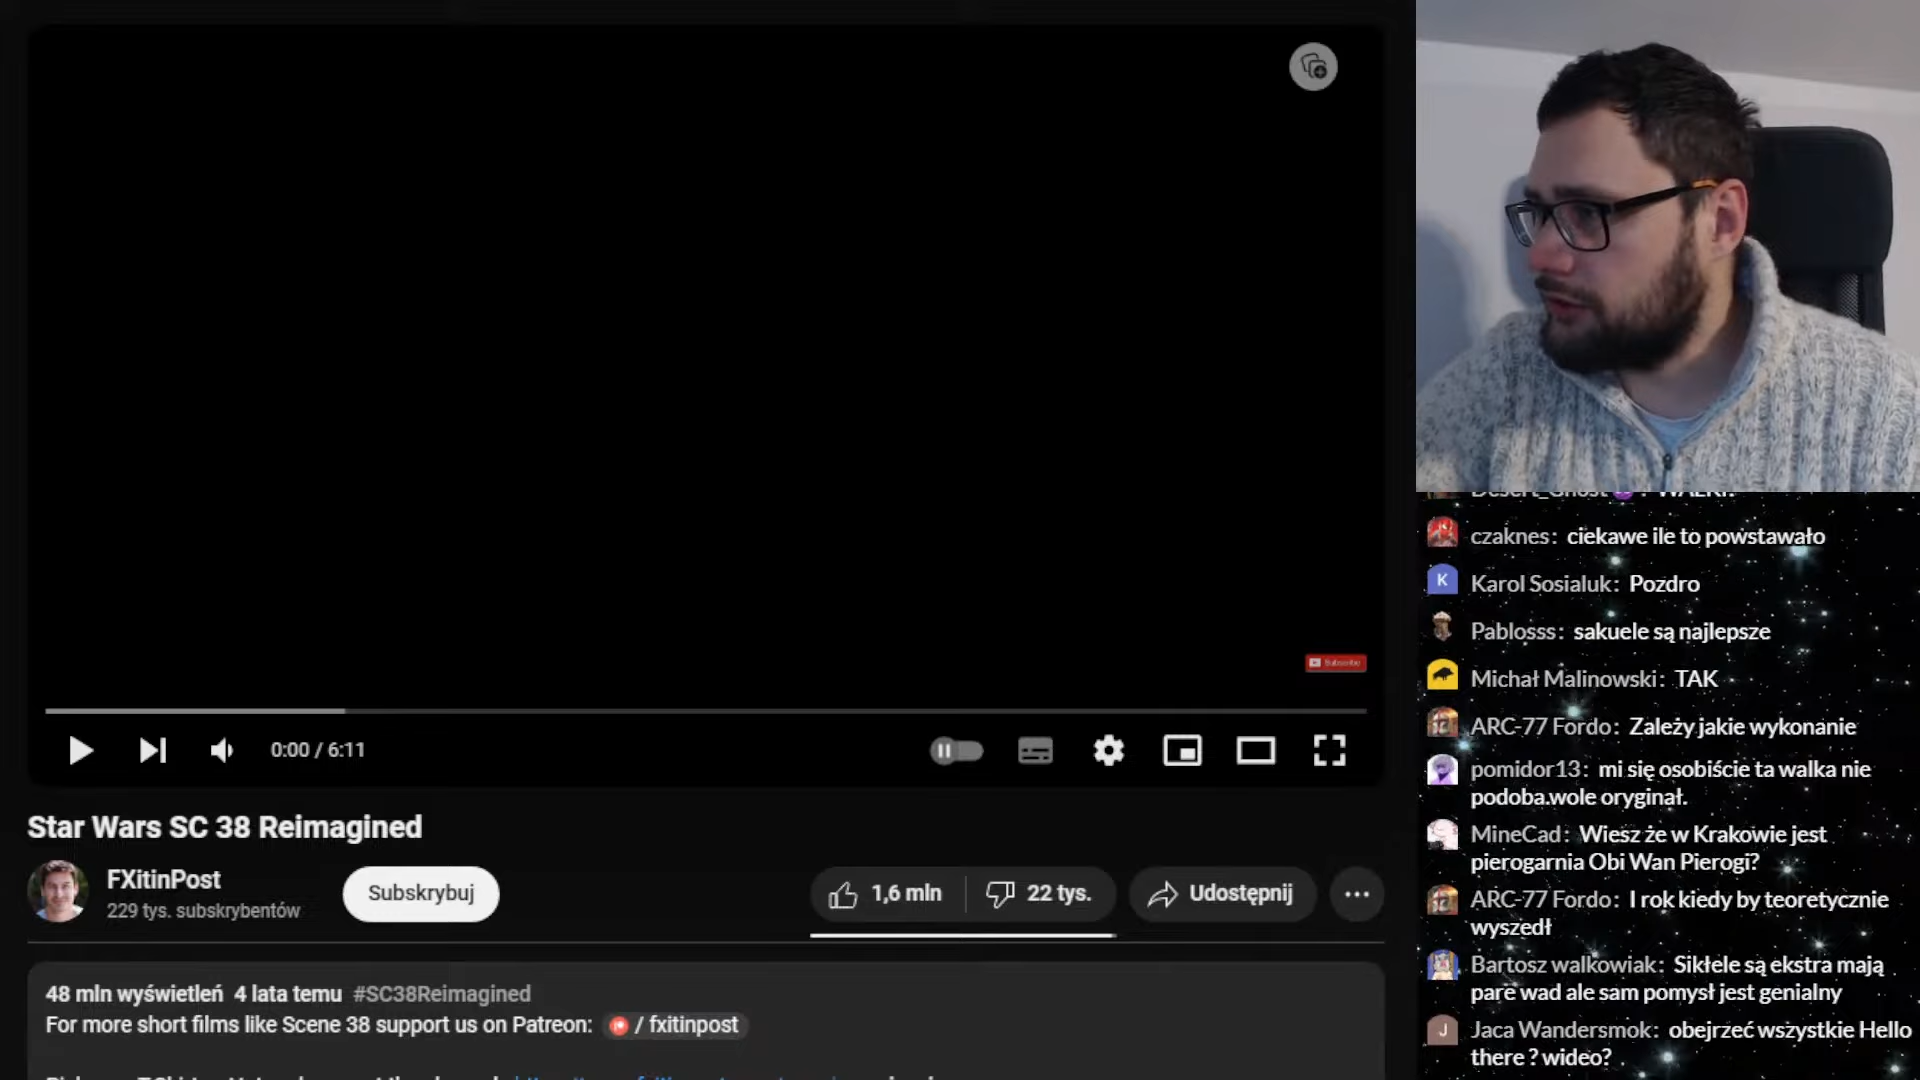 Subscribe
0:00 / 6:11
Star Wars SC 38 Reimagined
FXitinPost
229 tys. subskrybentów
Subskrybuj
1,6 mln
22 tys.
Udostępnij
48 mln wyświetleń 4 lata temu #SC38Reimagined
For more short films like Scene 38 support us on Patreon: / fxitinpost
czaknes: ciekawe ile to powstawało
K Karol Sosialuk: Pozdro
Pablosss: sakuele są najlepsze
Michał Malinowski: TAK
ARC-77 Fordo: Zależy jakie wykonanie
pomidor13: mi się osobiście ta walka nie
podoba.wole oryginał.
MineCad: Wiesz że w Krakowie jest
pierogarnia Obi Wan Pierogi?
ARC-77 Fordo: I rok kiedy by teoretycznie
wyszedł
Bartosz walkowiak: Sikłele są ekstra mają
pare wad ale sam pomysł jest genialny
J Jaca Wandersmok: obejrzeć wszystkie Hello
there ? wideo?